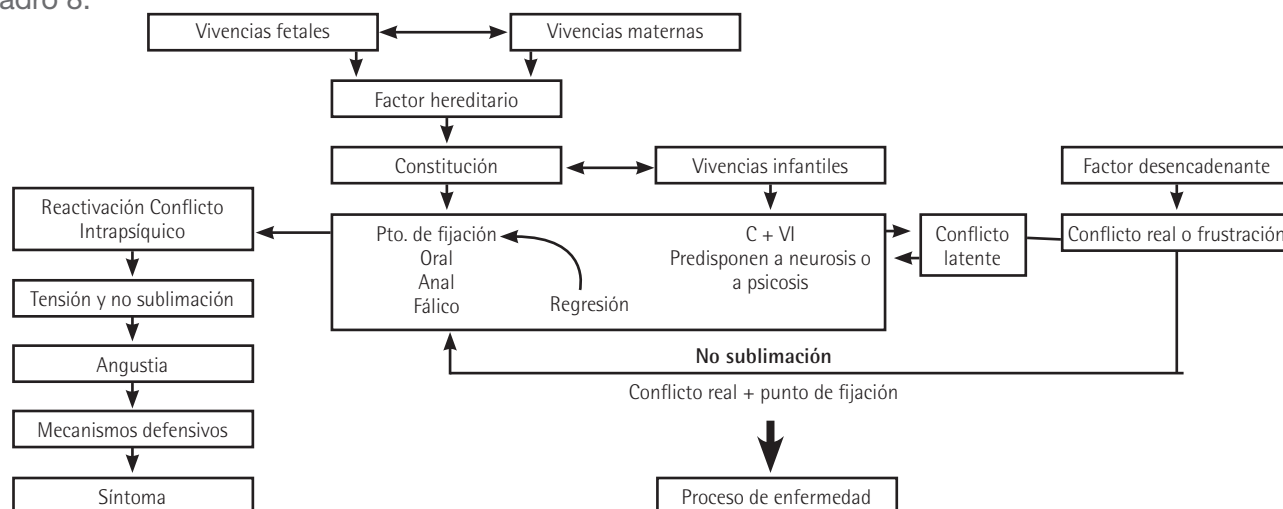 adro 8.
Vivencias fetales
Vivencias maternas
Factor hereditario
Constitución
Vivencias infantiles
Factor desencadenante
Reactivación Conflicto
Intrapsíquico
Pto. de fijación
Oral
Anal
Fálico
Regresión
C + VI
Predisponen a neurosis o
a psicosis
Conflicto
latente
Conflicto real o frustración
Tensión y no sublimación
Angustia
Mecanismos defensivos
Síntoma
No sublimación
Conflicto real + punto de fijación
Proceso de enfermedad